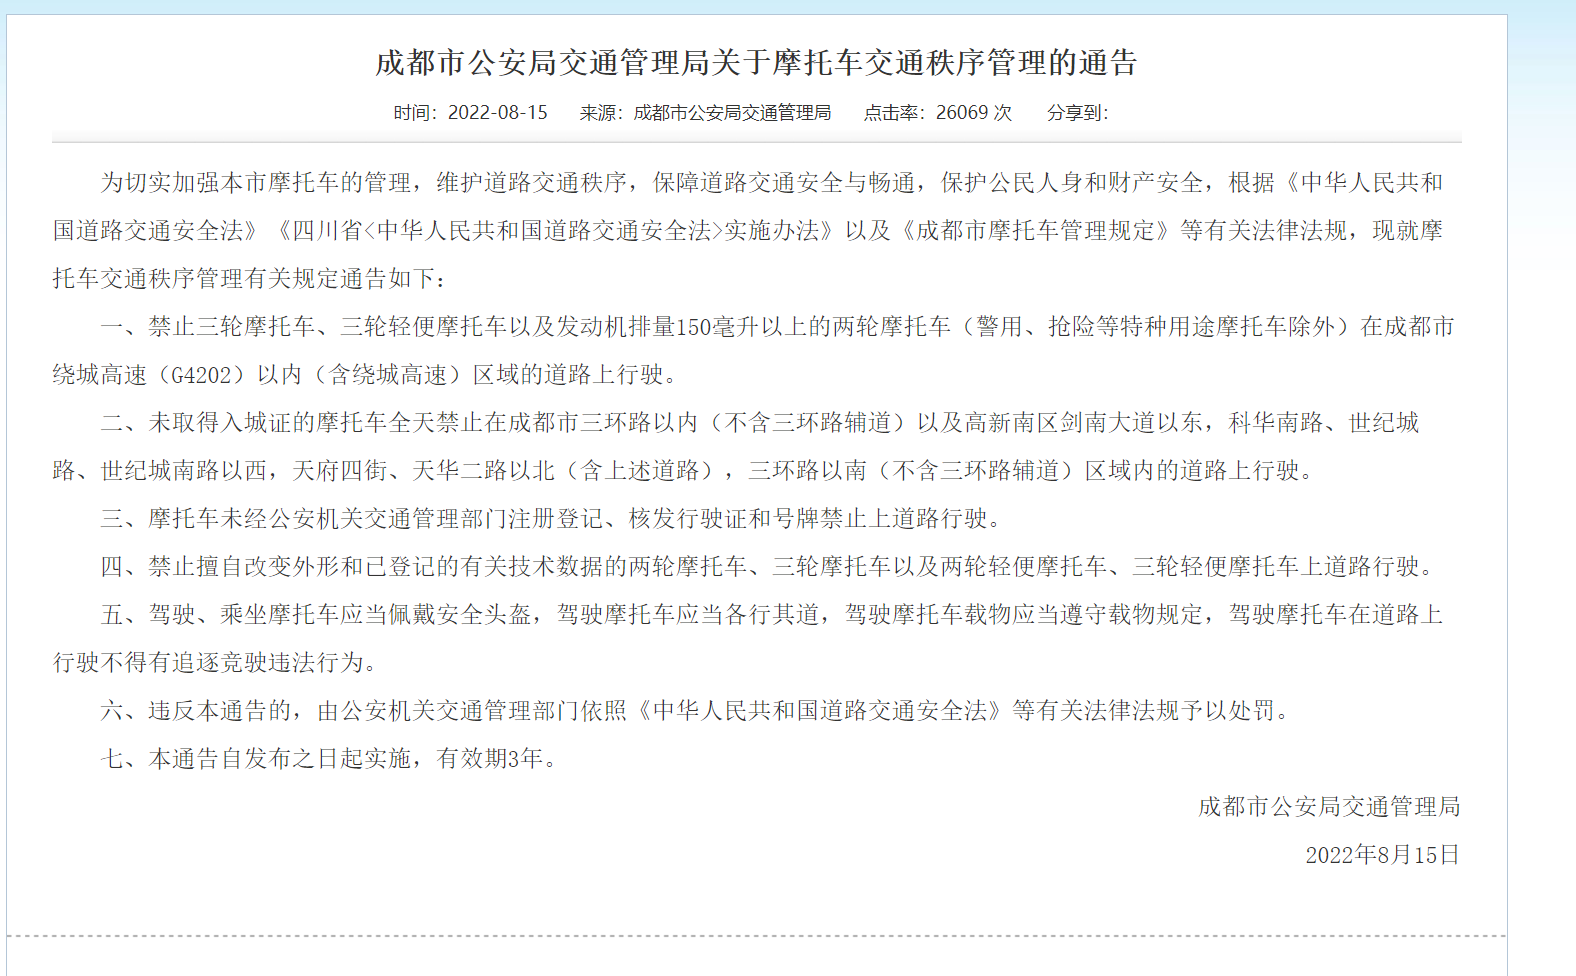 成都市公安局交通管理局关于摩托车交通秩序管理的通告
时间：2022-08-15 来源：成都市公安局交通管理局 点击率：26069 次 分享到：
为切实加强本市摩托车的管理，维护道路交通秩序，保障道路交通安全与畅通，保护公民人身和财产安全，根据《中华人民共和
国道路交通安全法》《四川省<中华人民共和国道路交通安全法>实施办法》以及《成都市摩托车管理规定》等有关法律法规，现就摩
托车交通秩序管理有关规定通告如下：
一、禁止三轮摩托车、三轮轻便摩托车以及发动机排量150毫升以上的两轮摩托车（警用、抢险等特种用途摩托车除外）在成都市
绕城高速（G4202）以内（含绕城高速）区域的道路上行驶。
二、未取得入城证的摩托车全天禁止在成都市三环路以内（不含三环路辅道）以及高新南区剑南大道以东，科华南路、世纪城
路、世纪城南路以西，天府四街、天华二路以北（含上述道路），三环路以南（不含三环路辅道）区域内的道路上行驶。
三、摩托车未经公安机关交通管理部门注册登记、核发行驶证和号牌禁止上道路行驶。
四、禁止擅自改变外形和已登记的有关技术数据的两轮摩托车、三轮摩托车以及两轮轻便摩托车、三轮轻便摩托车上道路行驶。
五、驾驶、乘坐摩托车应当佩戴安全头盔，驾驶摩托车应当各行其道，驾驶摩托车载物应当遵守载物规定，驾驶摩托车在道路上
行驶不得有追逐竞驶违法行为。
六、违反本通告的，由公安机关交通管理部门依照《中华人民共和国道路交通安全法》等有关法律法规予以处罚。
七、本通告自发布之日起实施，有效期3年。
成都市公安局交通管理局
2022年8月15日